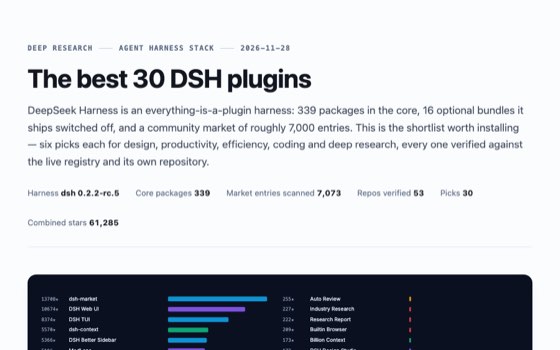 DEEP RESEARCH — AGENT HARNESS STACK — 2026-11-28
The best 30 DSH plugins
DeepSeek Harness is an everything-is-a-plugin harness: 339 packages in the core, 16 optional bundles it
ships switched off, and a community market of roughly 7,000 entries. This is the shortlist worth installing
— six picks each for design, productivity, efficiency, coding and deep research, every one verified against
the live registry and its own repository.
Harness dsh 0.2.2-rc.5 Core packages 339 Market entries scanned 7,073 Repos verified 53 Picks 30
Combined stars 61,285
dsh-market 255★ Auto Review
DSH Web UI 227★ Industry Research
DSH TUI 222★ Research Report
dsh-context Builtin Browser
DSH Better Sidebar